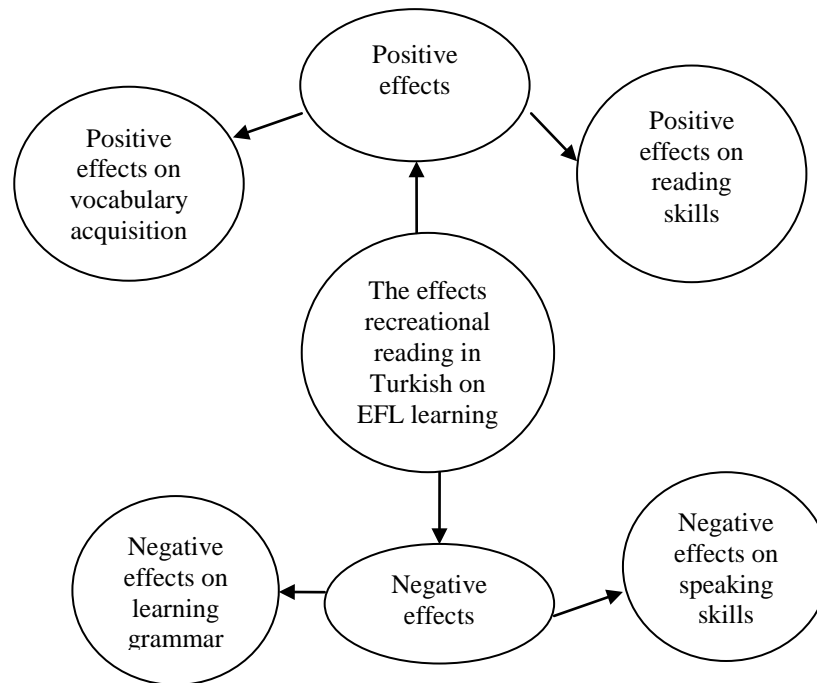 Positive
effects
Positive
effects on
vocabulary
acquisition
Positive
effects on
reading
skills
The effects
recreational
reading in
Turkish on
EFL learning
Negative
effects on
learning
grammar
Negative
effects
Negative
effects on
speaking
skills